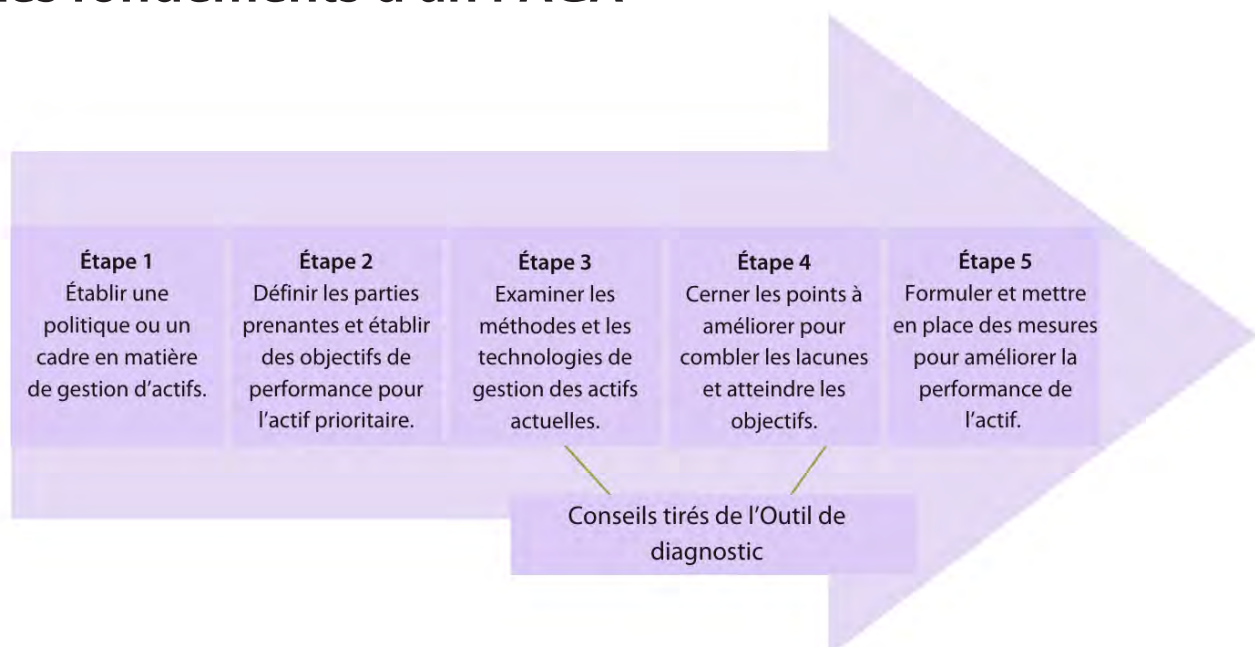 Étape 1
Établir une
politique ou un
cadre en matière
de gestion d'actifs.
Étape 2
Définir les parties
prenantes et établir
des objectifs de
performance pour
l'actif prioritaire.
Étape 3
Examiner les
méthodes et les
technologies de
gestion des actifs
actuelles.
Étape 4
Cerner les points à
améliorer pour
combler les lacunes
et atteindre les
objectifs.
Étape 5
Formuler et mettre
en place des mesures
pour améliorer la
performance de
l'actif.
Conseils tirés de l'Outil de
diagnostic